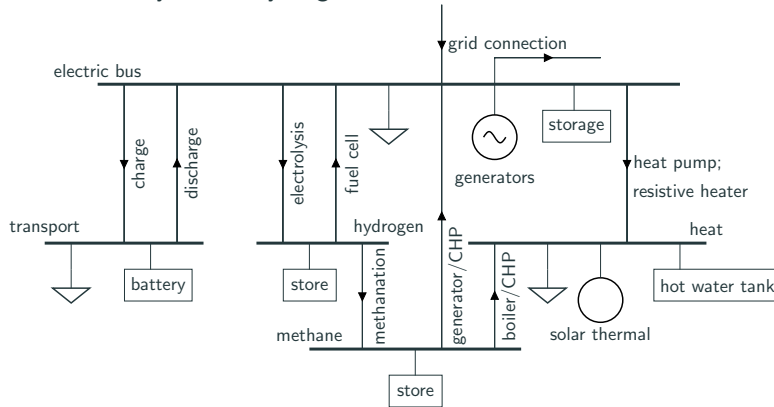 grid connection
electric bus
generators
storage
charge
discharge
electrolysis
fuel cell
heat pump;
resistive heater
transport
hydrogen
heat
battery
store
methanation
generator/CHP
boiler/CHP
solar thermal
hot water tank
methane
store